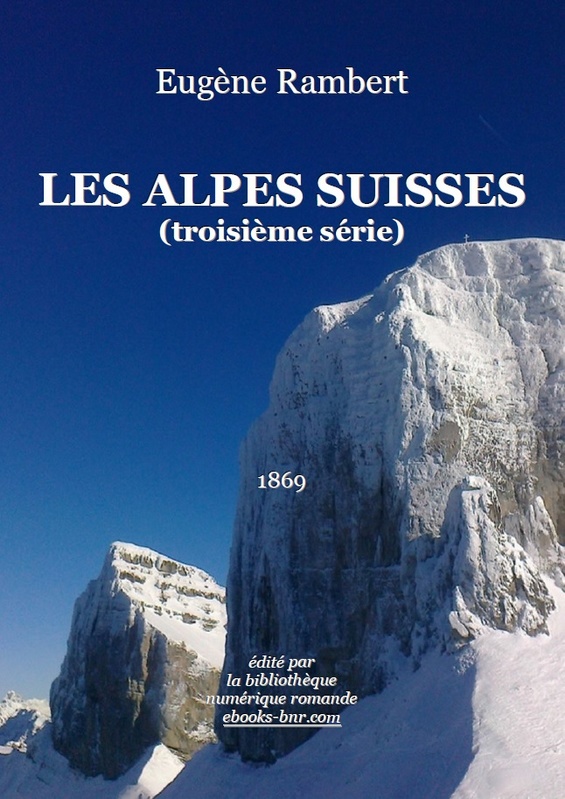 Eugène Rambert
LES ALPES SUISSES
(troisième série)
1869
édité par
la bibliothèque
numérique romande
ebooks-bnr.com